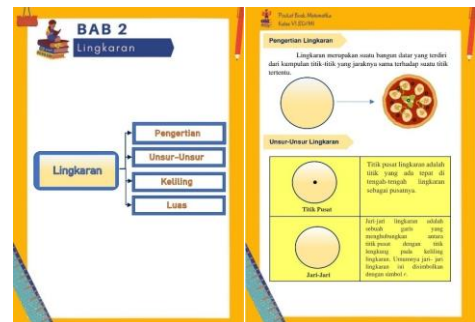 BAB 2
Lingkaran
Lingkaran
Pengertian
Unsur-Unsur
Keliling
Luas
Pocket Book Matematika
Kelas VI SD/MI
Pengertian Lingkaran
Lingkaran merupakan suatu bangun datar yang terdiri
dari kumpulan titik-titik yang jaraknya sama terhadap suatu titik
tertentu.
Unsur-Unsur Lingkaran
Titik Pusat
Titik pusat lingkaran adalah
titik yang ada tepat di
tengah-tengah lingkaran
sebagai pusatnya.
Jari-Jari
Jari-jari lingkaran adalah
sebuah garis yang
menghubungkan antara
titik pusat dengan titik
lengkung pada keliling
lingkaran. Umumnya jari- jari
lingkaran ini disimbolkan
dengan simbol r.